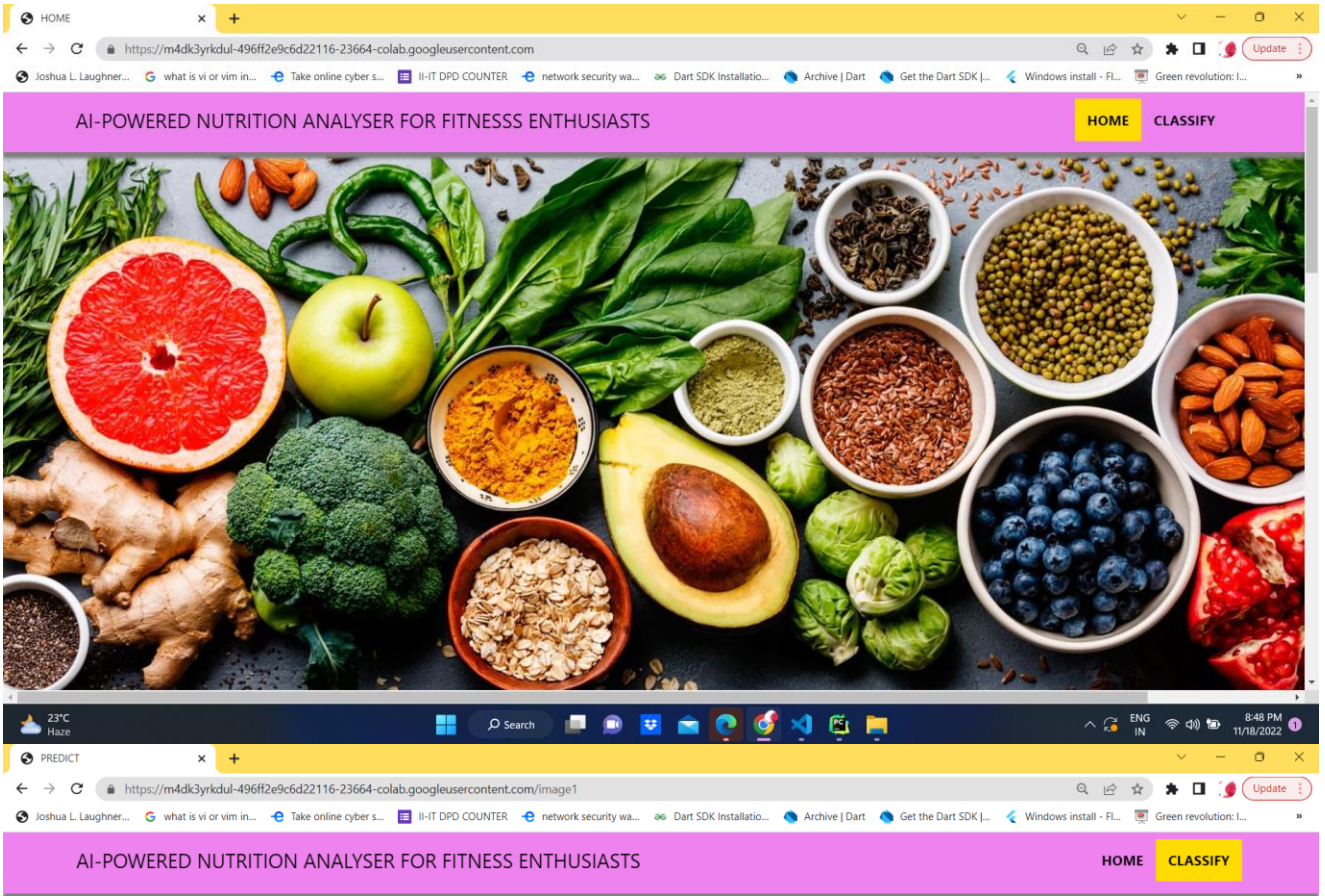 HOME
https://m4dk3yrkdul-496ff2e9c6d22116-23664-colab.googleusercontent.com
Update
Joshua L. Laughner... what is vi or vim in... Take online cyber s... II-IT DPD COUNTER network security wa... Dart SDK Installatio... Archive | Dart Get the Dart SDK |... Windows install - Fl... Green revolution: I... »
AI-POWERED NUTRITION ANALYSER FOR FITNESSS ENTHUSIASTS HOME CLASSIFY
23°C
Haze
Search
ENG
IN
8:48 PM
11/18/2022
1
PREDICT
https://m4dk3yrkdul-496ff2e9c6d22116-23664-colab.googleusercontent.com/image1
Update
Joshua L. Laughner... what is vi or vim in... Take online cyber s... II-IT DPD COUNTER network security wa... Dart SDK Installatio... Archive | Dart Get the Dart SDK |... Windows install - Fl... Green revolution: I... »
AI-POWERED NUTRITION ANALYSER FOR FITNESS ENTHUSIASTS HOME CLASSIFY